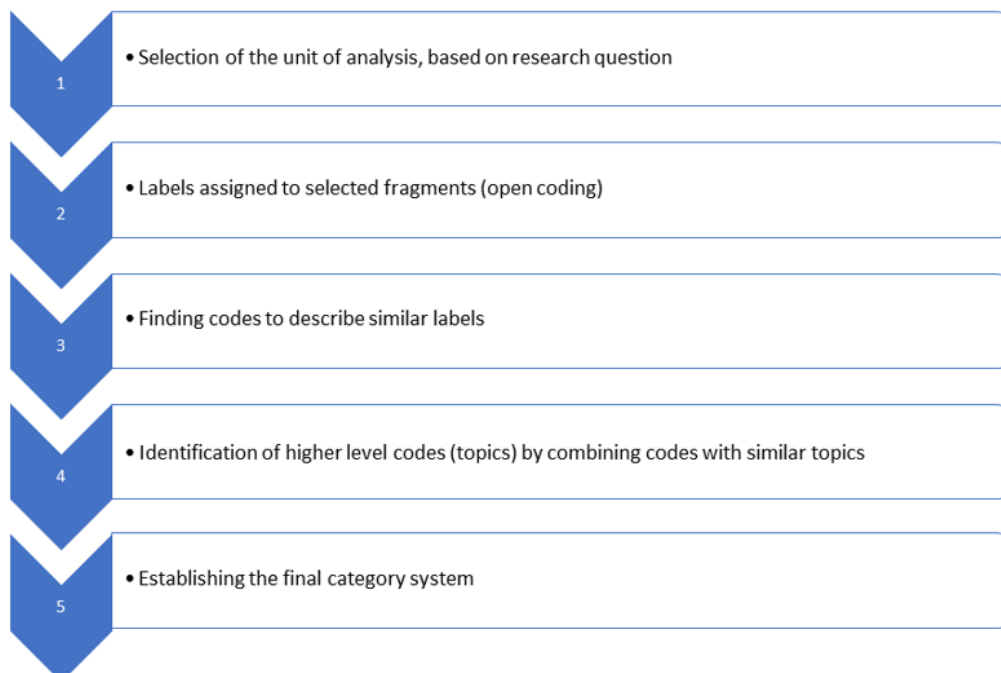 1
• Selection of the unit of analysis, based on research question
2
• Labels assigned to selected fragments (open coding)
3
• Finding codes to describe similar labels
4
• Identification of higher level codes (topics) by combining codes with similar topics
5
• Establishing the final category system